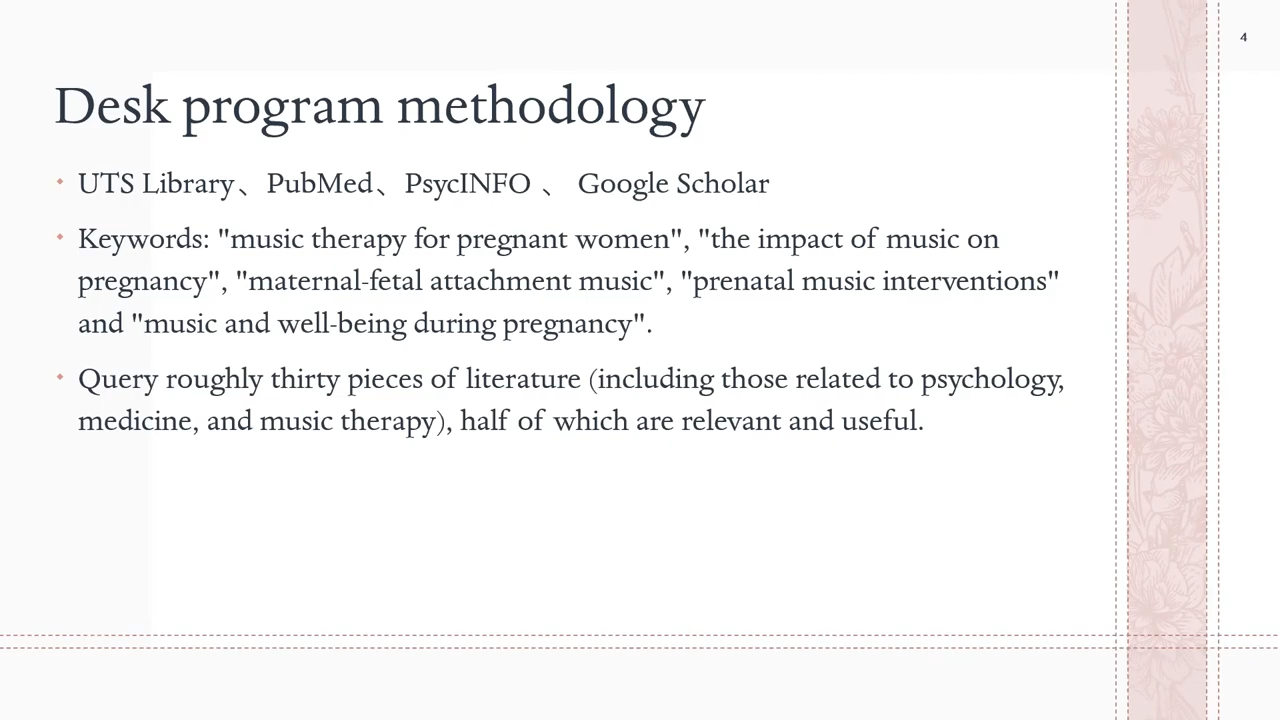 4
Desk program methodology
UTS Library、PubMed、PsycINFO 、 Google Scholar
Keywords: "music therapy for pregnant women", "the impact of music on
pregnancy", "maternal-fetal attachment music", "prenatal music interventions"
and "music and well-being during pregnancy".
Query roughly thirty pieces of literature (including those related to psychology,
medicine, and music therapy), half of which are relevant and useful.